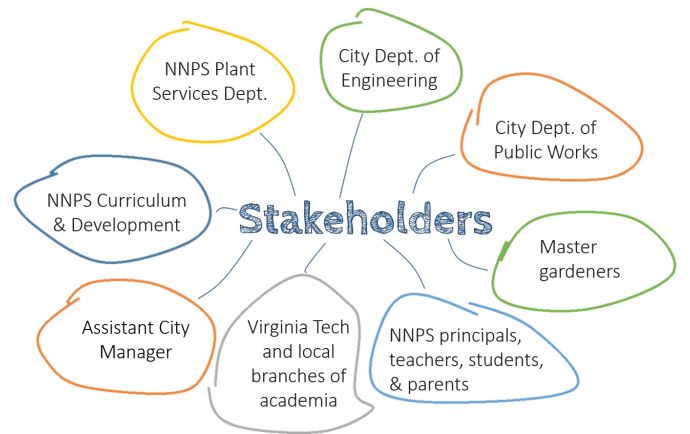 NNPS Plant
Services Dept.
City Dept. of
Engineering
City Dept. of
Public Works
NNPS Curriculum
& Development
Stakeholders
Master
gardeners
Assistant City
Manager
Virginia Tech
and local
branches of
academia
NNPS principals,
teachers, students,
& parents